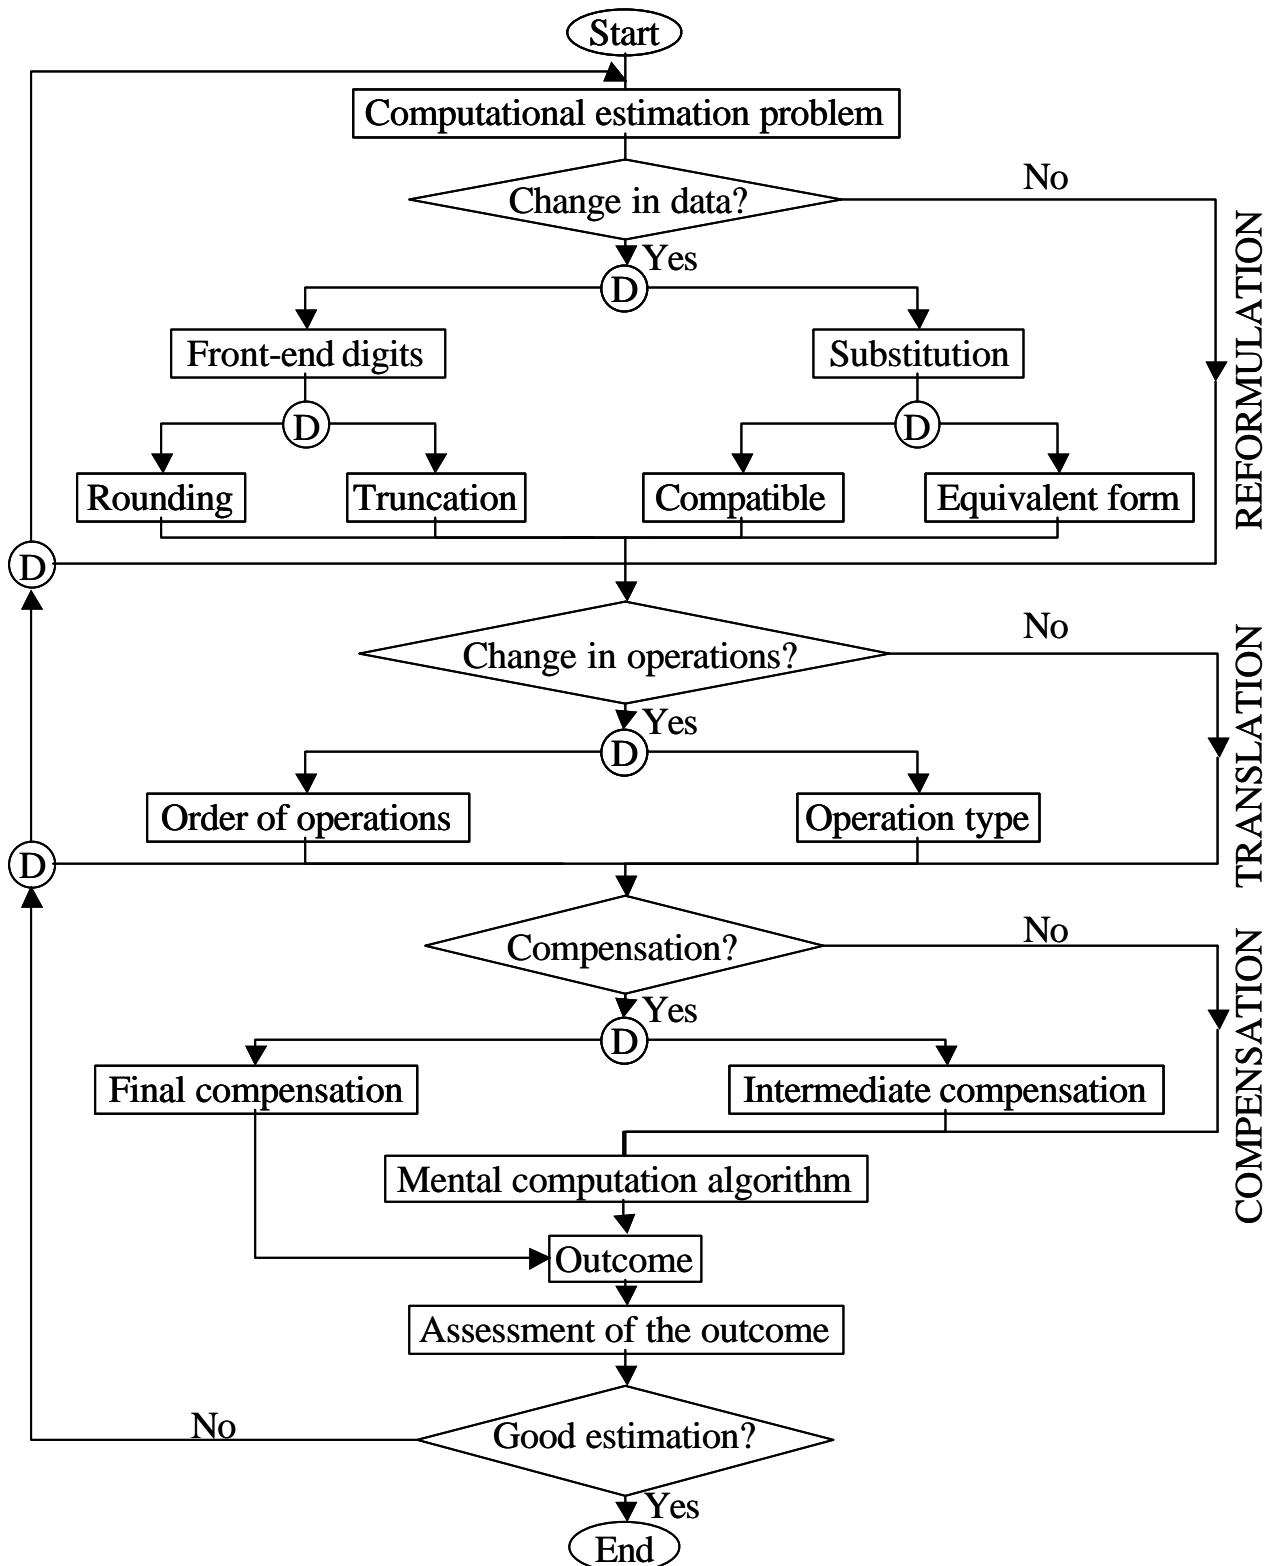 Start
Computational estimation problem
Change in data?
No
Yes
D
Front-end digits
Substitution
D
D
Rounding
Truncation
Compatible
Equivalent form
REFORMULATION
D
Change in operations?
No
Yes
D
Order of operations
Operation type
TRANSLATION
D
Compensation?
No
Yes
D
Final compensation
Intermediate compensation
COMPENSATION
Mental computation algorithm
Outcome
Assessment of the outcome
Good estimation?
No
Yes
End